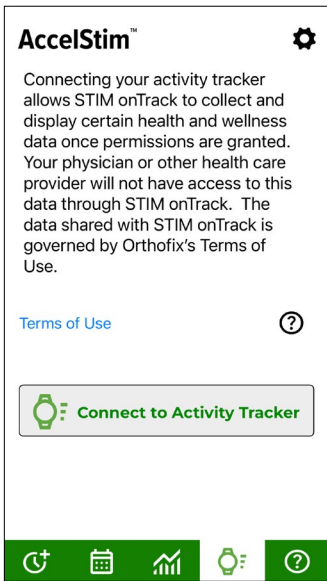 AccelStim™
Connecting your activity tracker
allows STIM onTrack to collect and
display certain health and wellness
data once permissions are granted.
Your physician or other health care
provider will not have access to this
data through STIM onTrack.  The
data shared with STIM onTrack is
governed by Orthofix's Terms of
Use.
Terms of Use
Connect to Activity Tracker